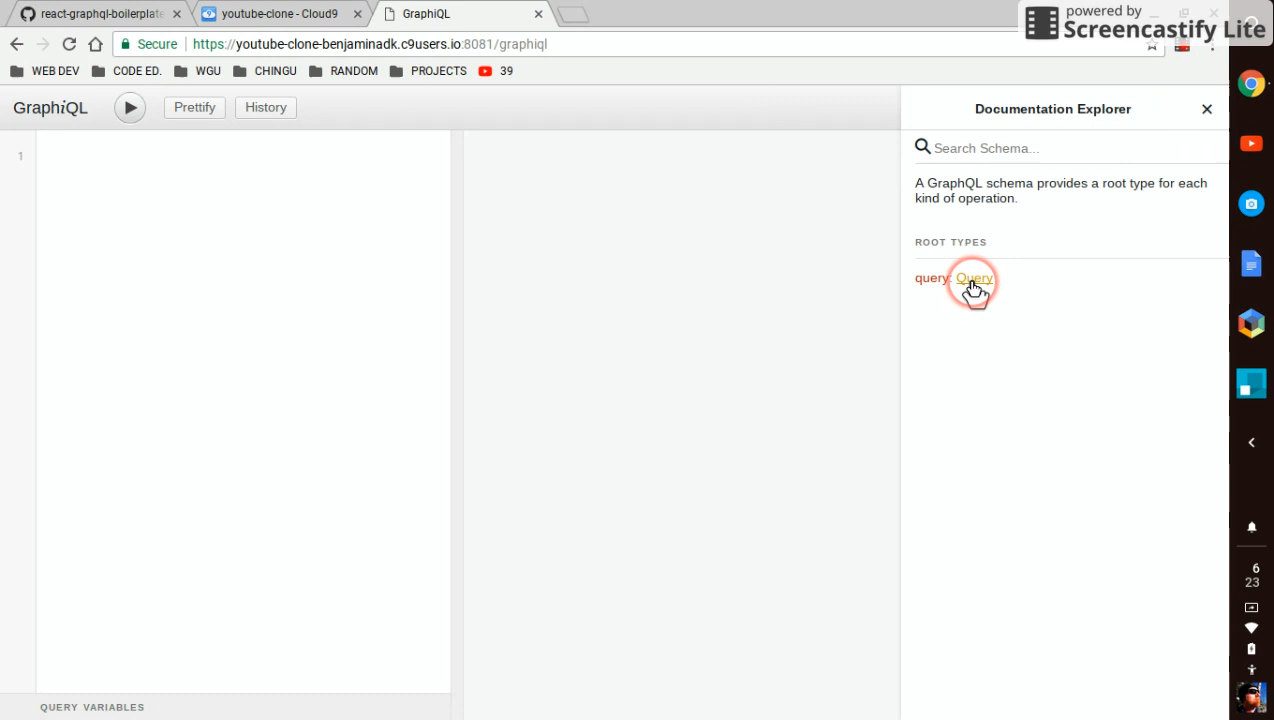 react-graphql-boilerplate
youtube-clone - Cloud9
GraphiQL
powered by
Screencastify Lite
Secure
https://youtube-clone-benjaminadk.c9users.io:8081/graphiql
WEB DEV
CODE ED.
WGU
CHINGU
RANDOM
PROJECTS
39
GraphiQL
Prettify
History
Documentation Explorer
1
Search Schema...
A GraphQL schema provides a root type for each
kind of operation.
ROOT TYPES
query: Query
6
23
QUERY VARIABLES